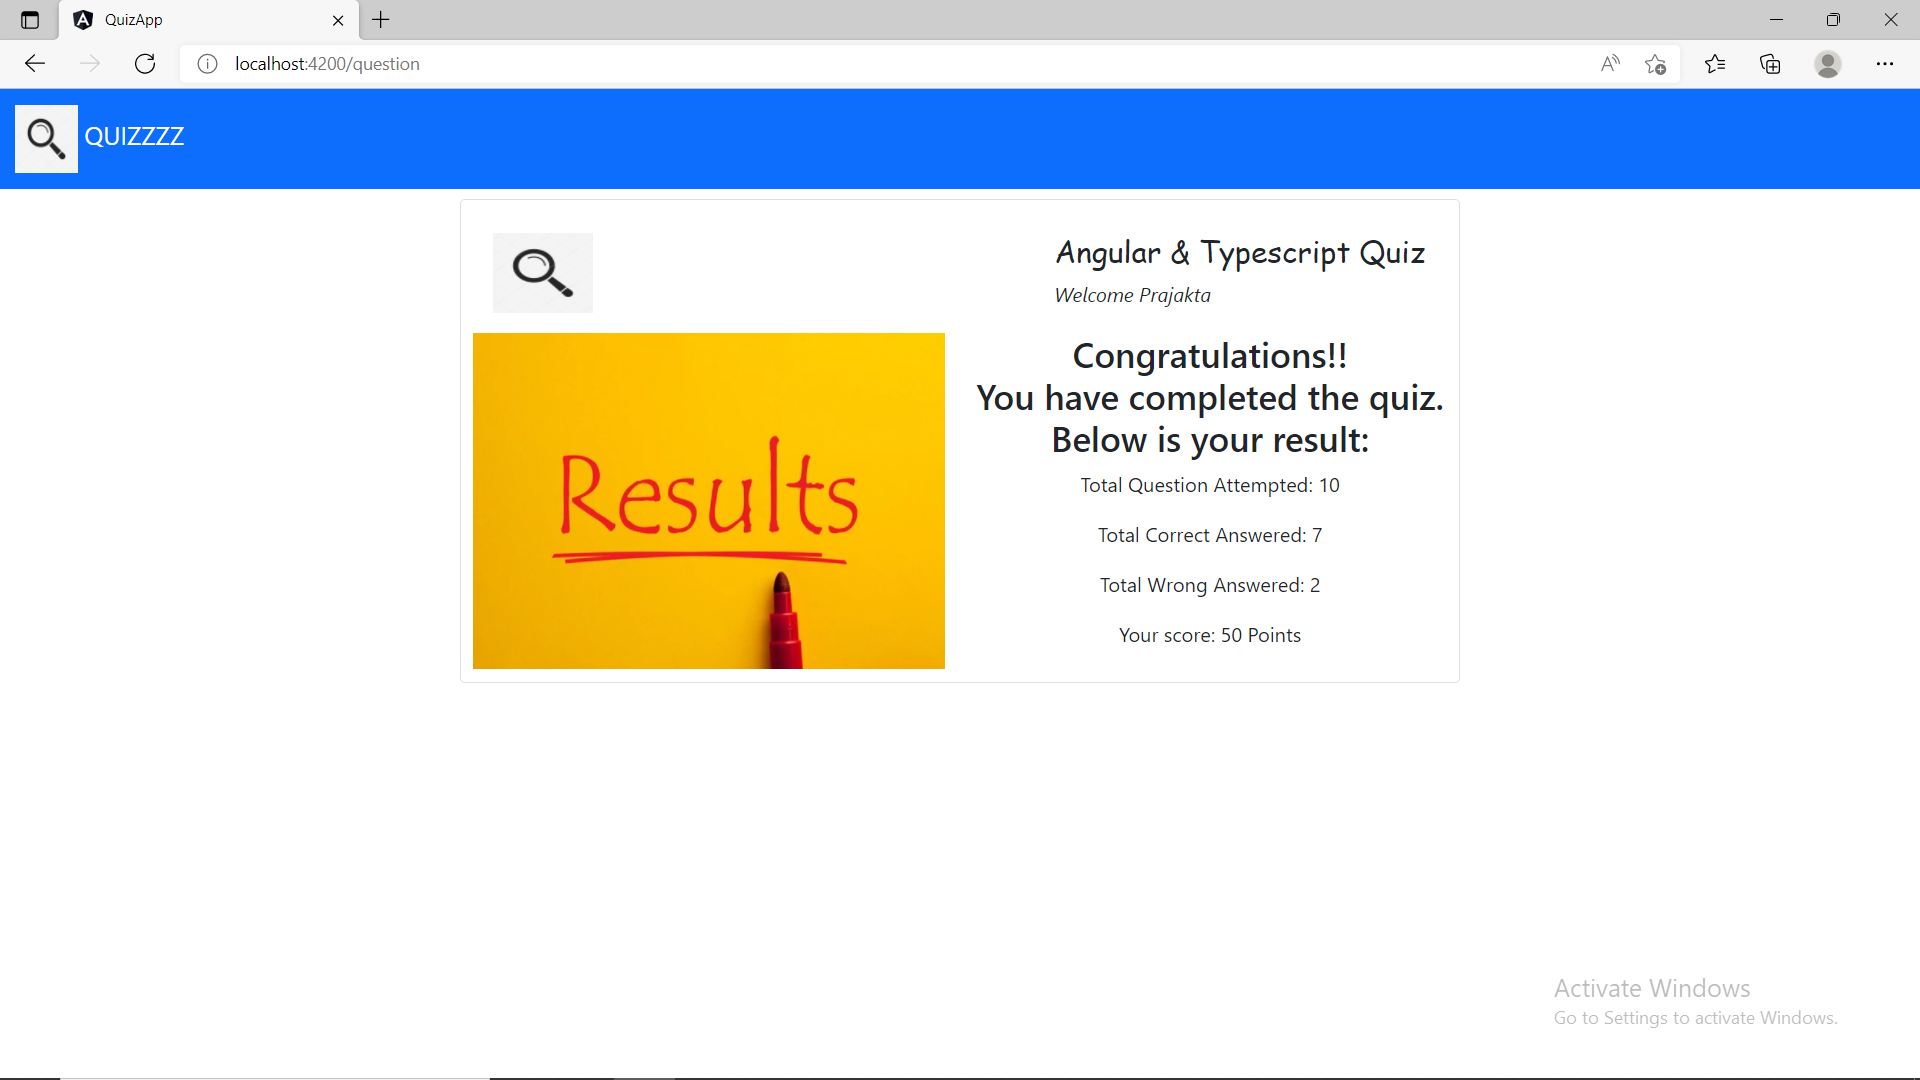 QuizApp
localhost:4200/question
QUIZZZZ
Angular & Typescript Quiz
Welcome Prajakta
Results
Congratulations!!
You have completed the quiz.
Below is your result:
Total Question Attempted: 10
Total Correct Answered: 7
Total Wrong Answered: 2
Your score: 50 Points
Activate Windows
Go to Settings to activate Windows.